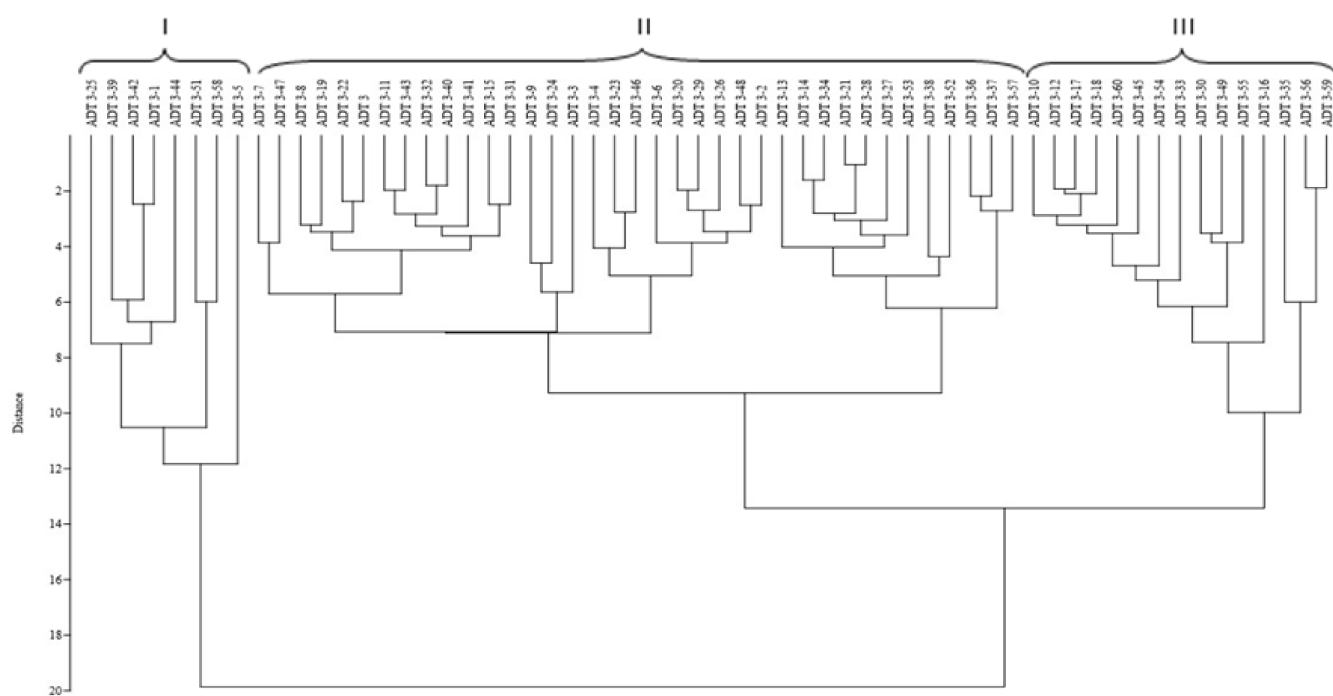 I II III
ADT 3-25
ADT 3-39
ADT 3-42
ADT 3-1
ADT 3-44
ADT 3-51
ADT 3-58
ADT 3-5
ADT 3-7
ADT 3-47
ADT 3-8
ADT 3-19
ADT 3-22
ADT 3
ADT 3-11
ADT 3-43
ADT 3-32
ADT 3-40
ADT 3-41
ADT 3-15
ADT 3-31
ADT 3-9
ADT 3-24
ADT 3-3
ADT 3-4
ADT 3-23
ADT 3-46
ADT 3-6
ADT 3-20
ADT 3-29
ADT 3-26
ADT 3-48
ADT 3-2
ADT 3-13
ADT 3-14
ADT 3-34
ADT 3-21
ADT 3-28
ADT 3-27
ADT 3-53
ADT 3-38
ADT 3-52
ADT 3-36
ADT 3-37
ADT 3-57
ADT 3-10
ADT 3-12
ADT 3-17
ADT 3-18
ADT 3-60
ADT 3-45
ADT 3-54
ADT 3-33
ADT 3-30
ADT 3-49
ADT 3-55
ADT 3-16
ADT 3-35
ADT 3-56
ADT 3-59
2
4
6
8
10
12
14
16
18
20
Distance